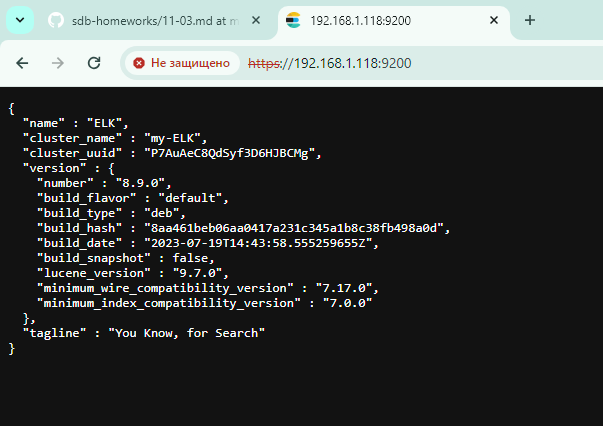 sdb-homeworks/11-03.md at m
192.168.1.118:9200
Не защищено
https://192.168.1.118:9200
{
  "name" : "ELK",
  "cluster_name" : "my-ELK",
  "cluster_uuid" : "P7AuAeC8QdSyf3D6HJBCMg",
  "version" : {
    "number" : "8.9.0",
    "build_flavor" : "default",
    "build_type" : "deb",
    "build_hash" : "8aa461beb06aa0417a231c345a1b8c38fb498a0d",
    "build_date" : "2023-07-19T14:43:58.555259655Z",
    "build_snapshot" : false,
    "lucene_version" : "9.7.0",
    "minimum_wire_compatibility_version" : "7.17.0",
    "minimum_index_compatibility_version" : "7.0.0"
  },
  "tagline" : "You Know, for Search"
}